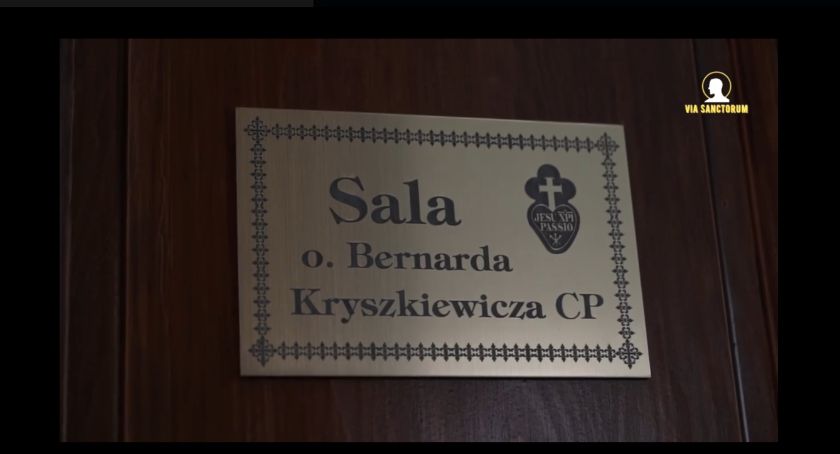 VIA SANCTORUM
Sala
o. Bernarda
Kryszkiewicza CP
JESU XPI
PASSIO